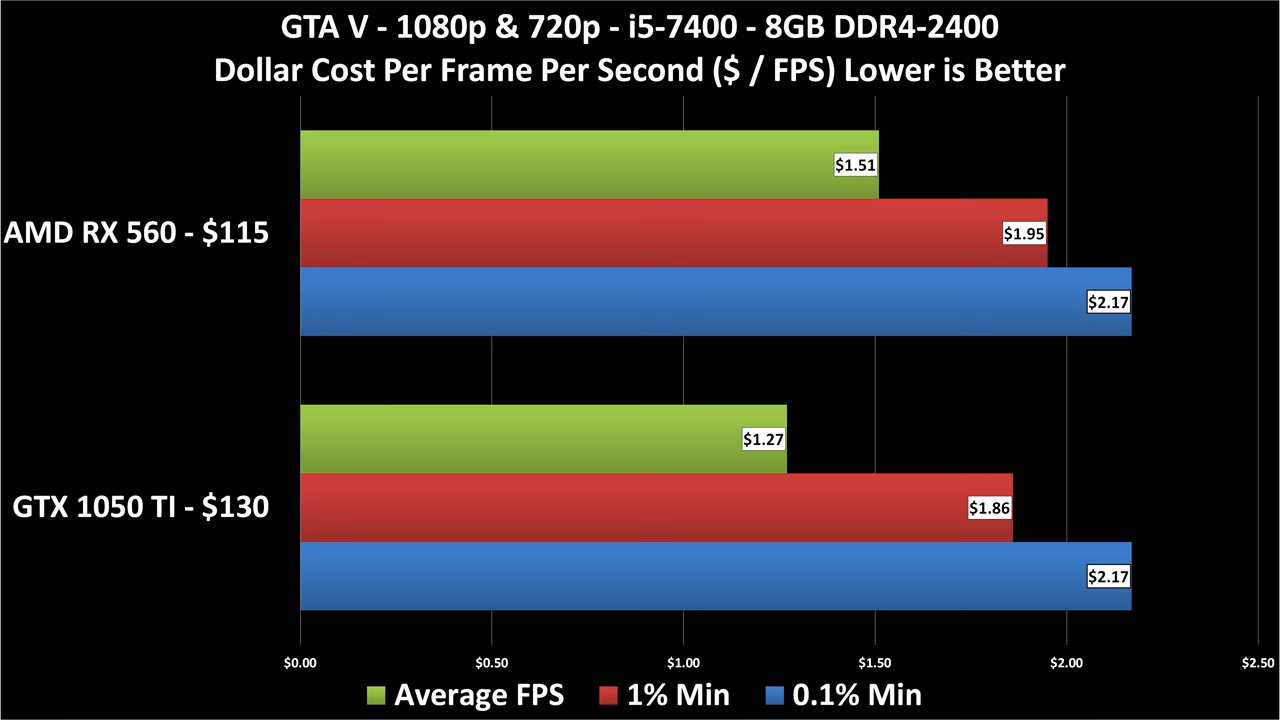 GTA V - 1080p & 720p - i5-7400 - 8GB DDR4-2400
Dollar Cost Per Frame Per Second ($ / FPS) Lower is Better
AMD RX 560 - $115
$1.51
$1.95
$2.17
GTX 1050 TI - $130
$1.27
$1.86
$2.17
$0.00 $0.50 $1.00 $1.50 $2.00 $2.50
Average FPS 1% Min 0.1% Min